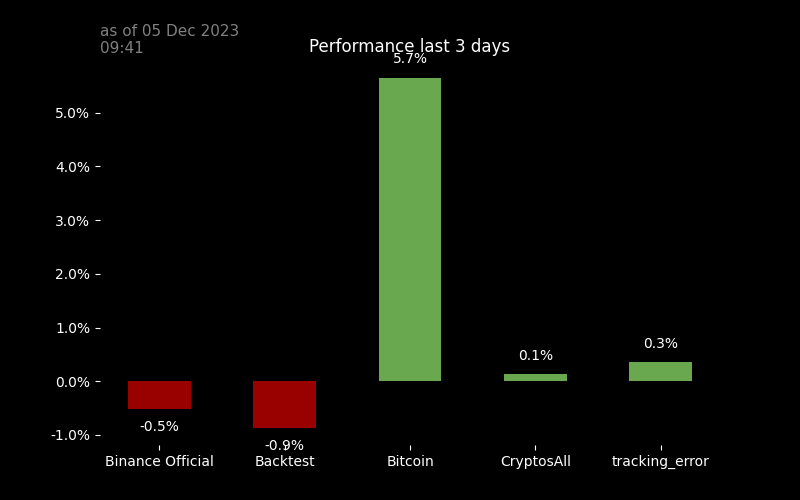 as of 05 Dec 2023
09:41
Performance last 3 days
5.7%
5.0%
4.0%
3.0%
2.0%
1.0%
0.0%
-1.0%
0.1%
0.3%
-0.5%
-0.9%
Binance Official
Backtest
Bitcoin
CryptosAll
tracking_error